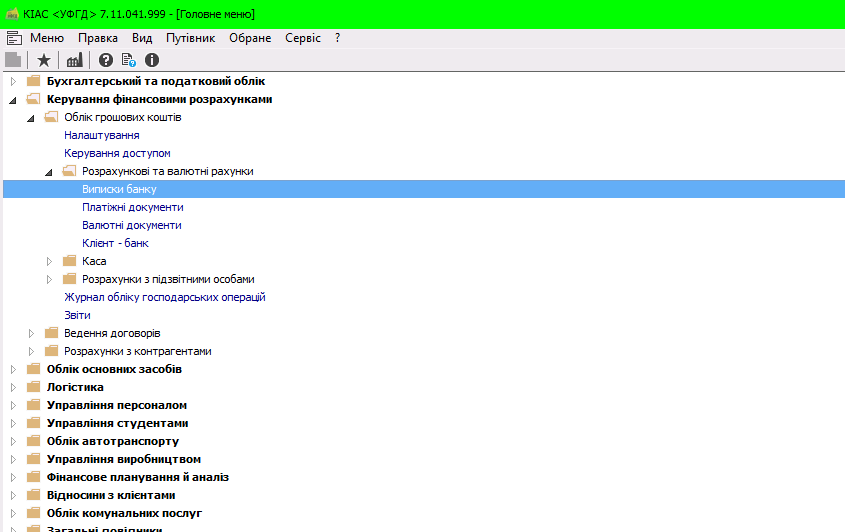 КІАС <УФГД> 7.11.041.999 - [Головне меню]
Меню Правка Вид Путівник Обране Сервіс ?
Бухгалтерський та податковий облік
Керування фінансовими розрахунками
Облік грошових коштів
Налаштування
Керування доступом
Розрахункові та валютні рахунки
Виписки банку
Платіжні документи
Валютні документи
Клієнт - банк
Каса
Розрахунки з підзвітними особами
Журнал обліку господарських операцій
Звіти
Ведення договорів
Розрахунки з контрагентами
Облік основних засобів
Логістика
Управління персоналом
Управління студентами
Облік автотранспорту
Управління виробництвом
Фінансове планування й аналіз
Відносини з клієнтами
Облік комунальних послуг
Загальні довідники